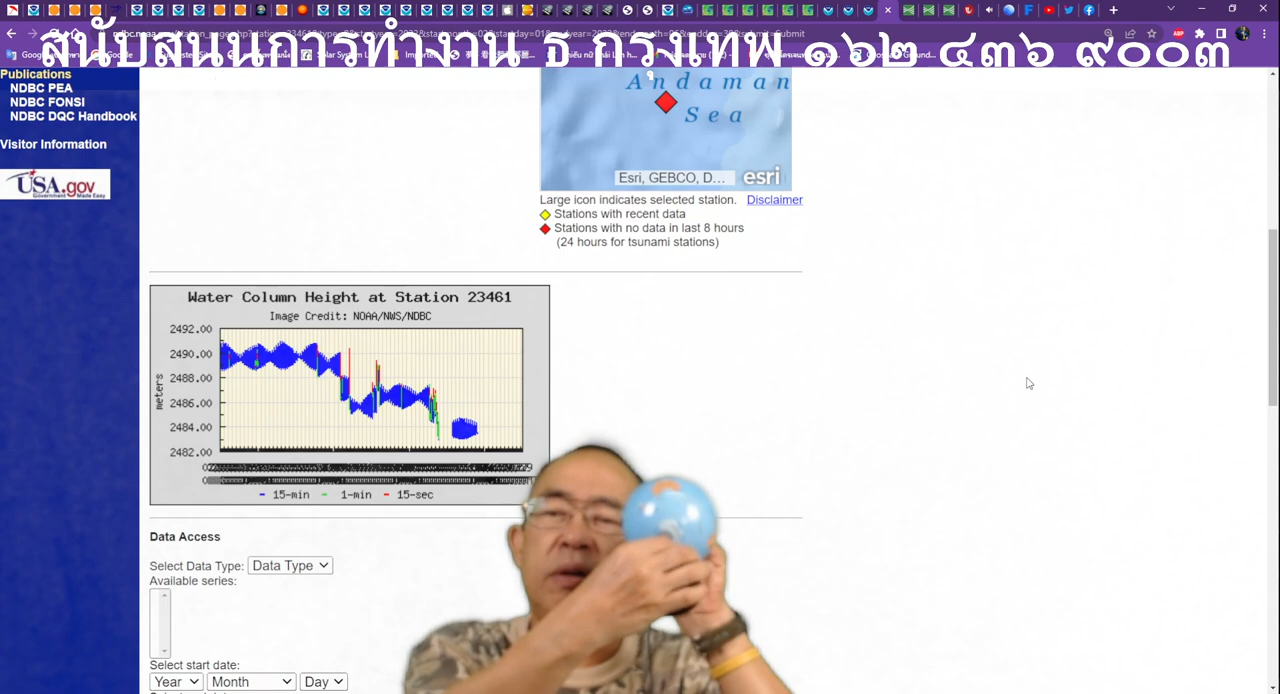 สนับสนุนการทำงาน ธ.กรุงเทพ ๑๖๒ ๔๓๖ ๙๐๐๓
Publications
NDBC PEA
NDBC FONSI
NDBC DQC Handbook
Visitor Information
USA.gov
Government Made Easy
Andaman
Sea
Esri, GEBCO, D...
esri
Large icon indicates selected station. Disclaimer
Stations with recent data
Stations with no data in last 8 hours
(24 hours for tsunami stations)
Water Column Height at Station 23461
Image Credit: NOAA/NWS/NDBC
2492.00
2490.00
2488.00
2486.00
2484.00
2482.00
meters
15-min 1-min 15-sec
Data Access
Select Data Type: Data Type
Available series:
Select start date:
Year Month Day